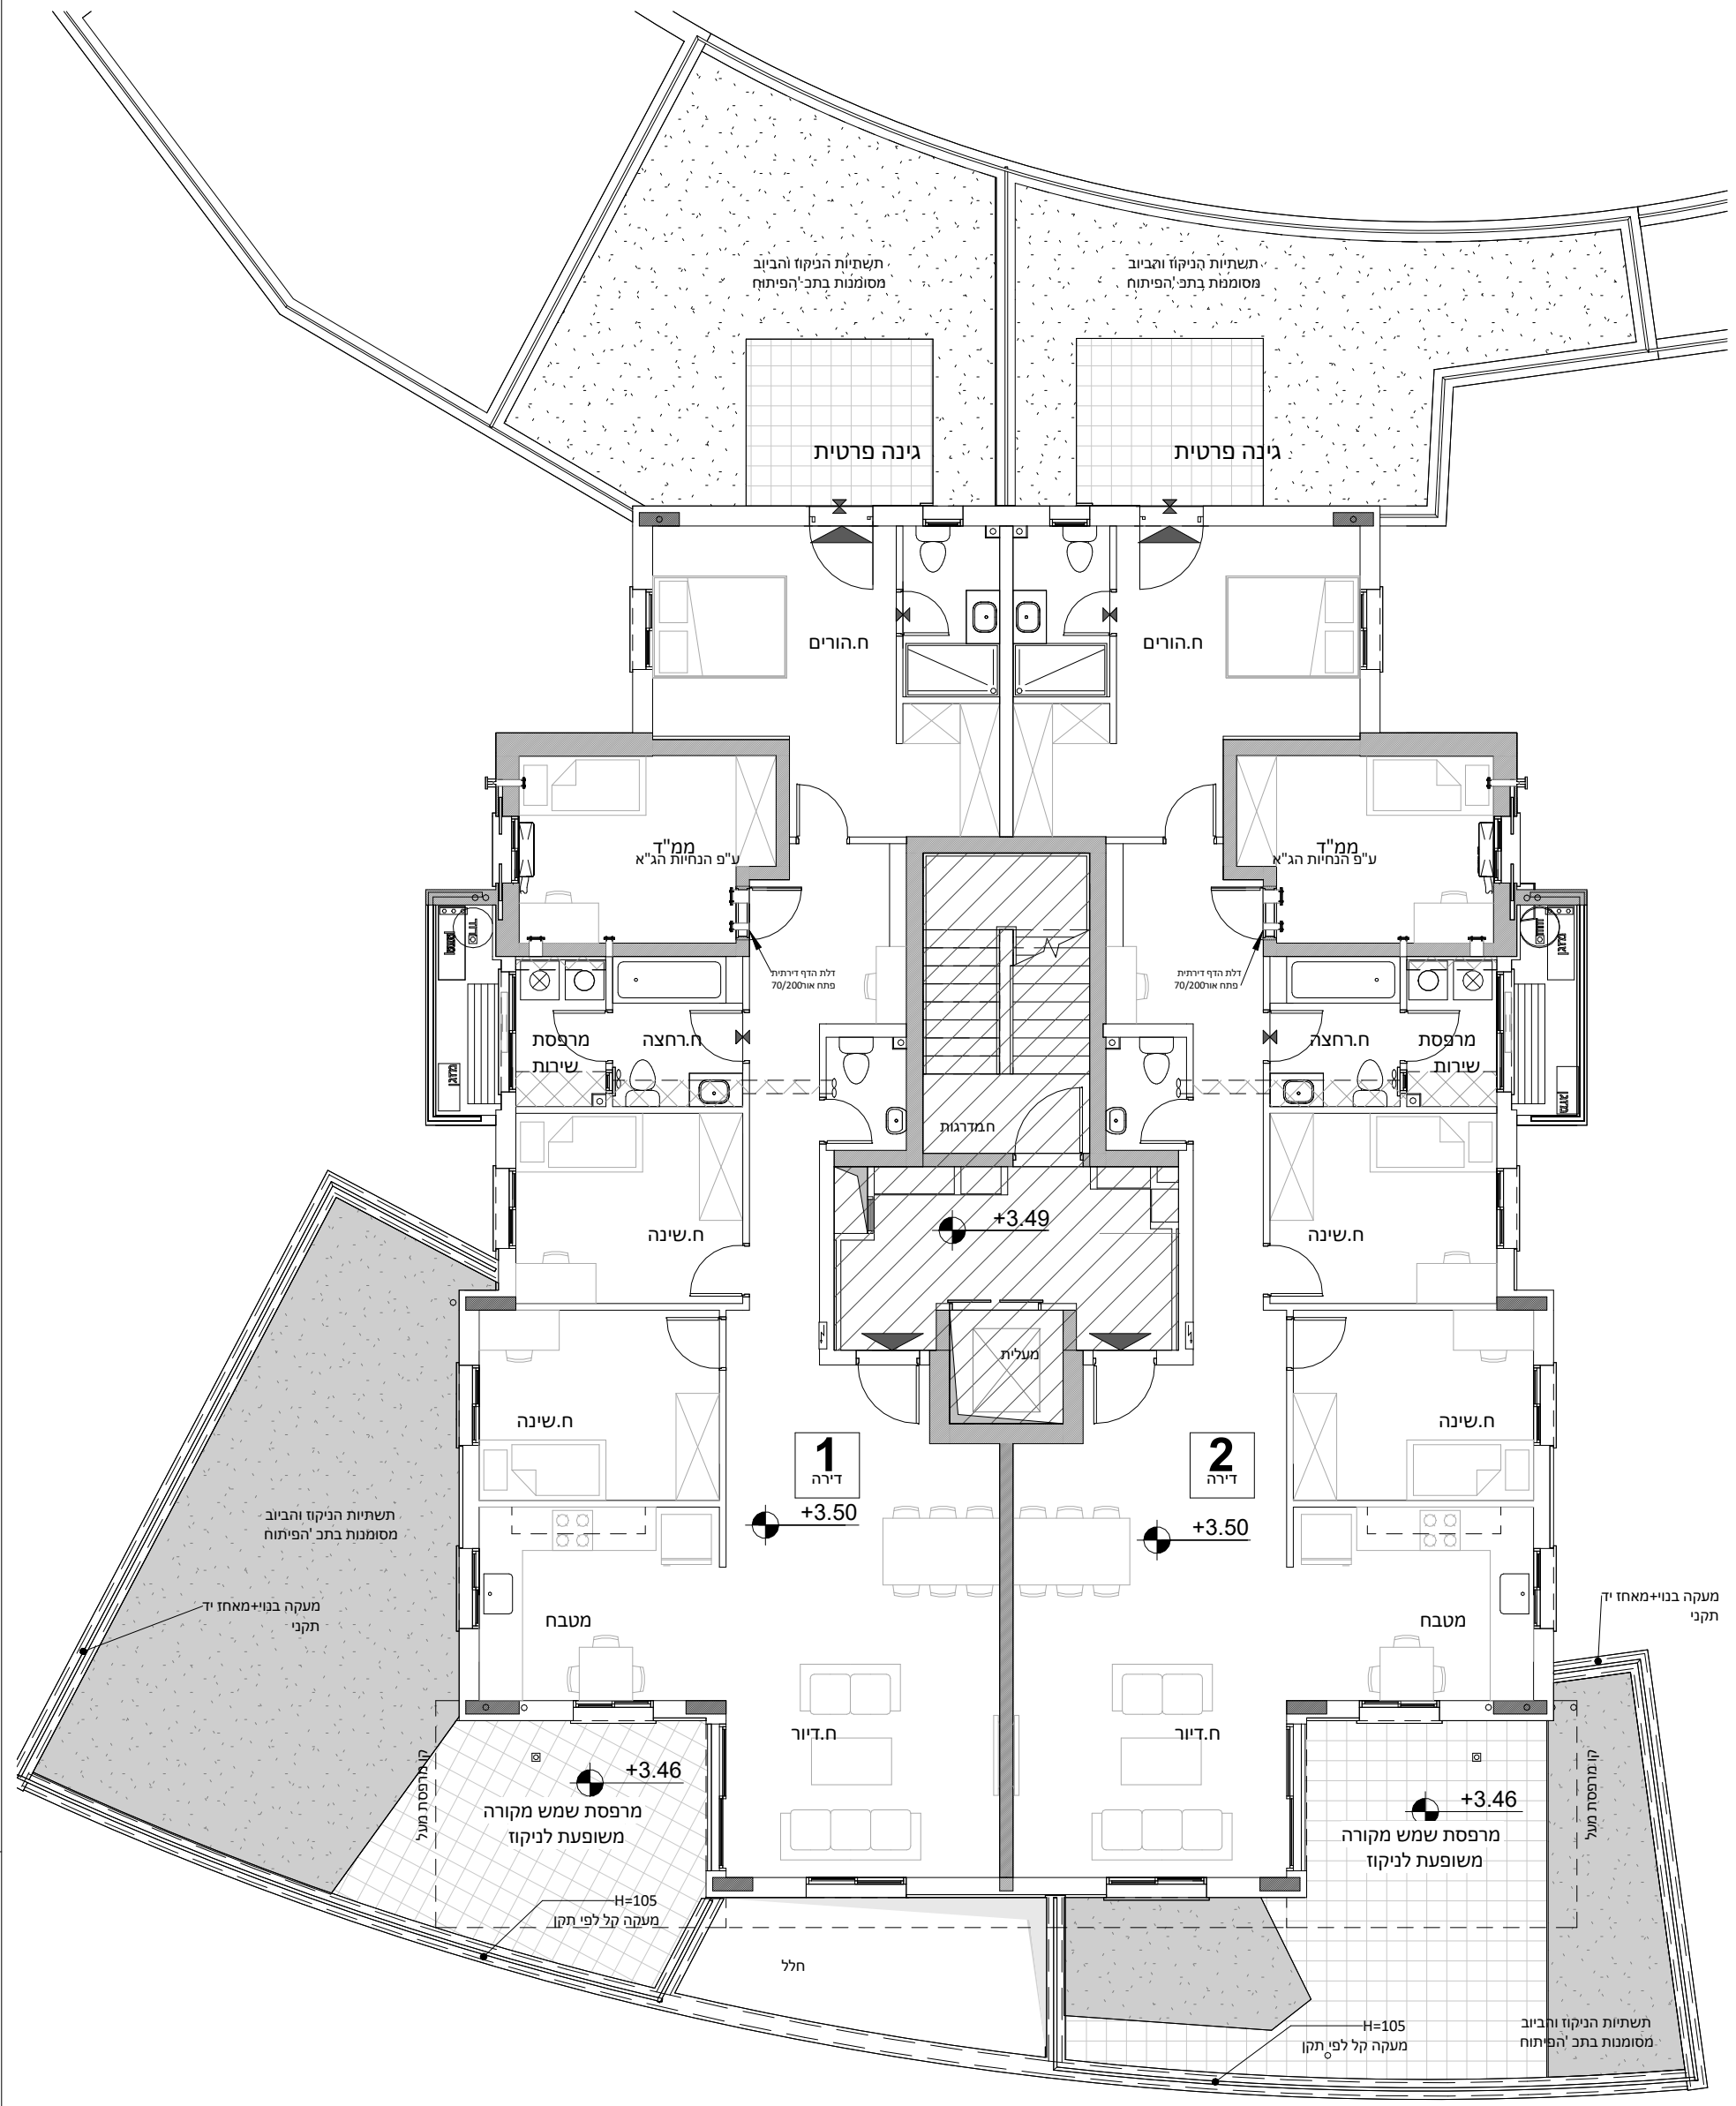 תשתיות הניקוז והביוב
מסומנות בתכ'הפיתוח
תשתיות הניקוז והביוב
מסומנות בתכ'הפיתוח
גינה פרטית
גינה פרטית
ח.הורים
ח.הורים
ממ"ד
ע"פ הנחיות הג"א
ממ"ד
ע"פ הנחיות הג"א
מזגן
דלת הדף דירתית
פתח אור70/200
דלת הדף דירתית
פתח אור70/200
מרפסת
שירות
ח.רחצה
ח.רחצה
מרפסת
שירות
מזגן
מזגן
ח.מדרגות
+3.49
ח.שינה
ח.שינה
מעלית
ח.שינה
ח.שינה
1
דירה
2
דירה
+3.50
+3.50
תשתיות הניקוז והביוב
מסומנות בתכ'הפיתוח
מעקה בנוי+מאחז יד
תקני
מעקה בנוי+מאחז יד
תקני
מטבח
מטבח
ח.דיור
ח.דיור
קו מרפסת מעל
קו מרפסת מעל
+3.46
מרפסת שמש מקורה
משופעת לניקוז
+3.46
מרפסת שמש מקורה
משופעת לניקוז
H=105
מעקה קל לפי תקן
חלל
H=105
מעקה קל לפי תקן
תשתיות הניקוז והביוב
מסומנות בתכ'הפיתוח